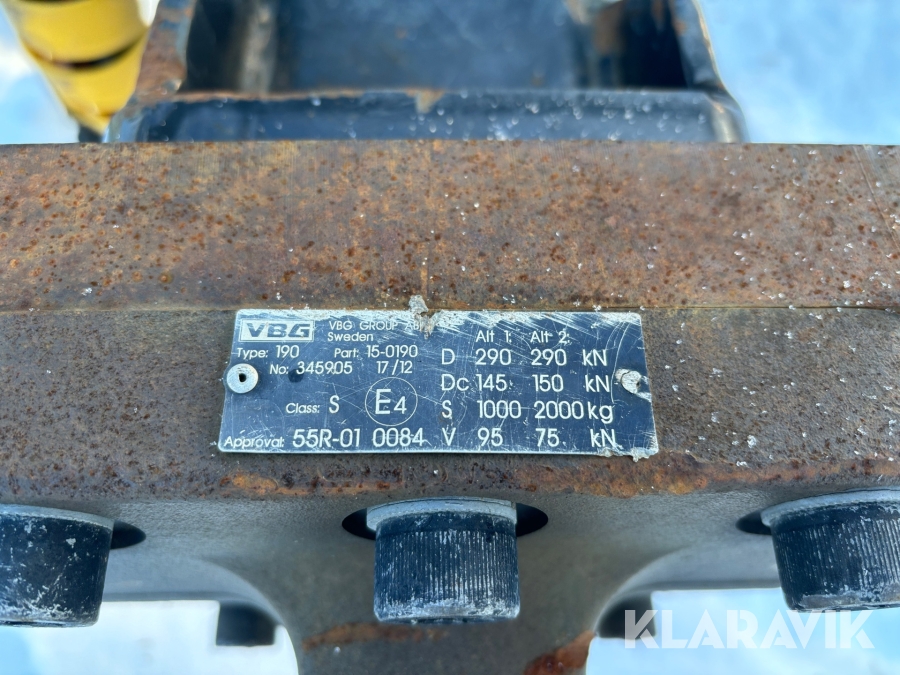 VBG
VBG GROUP AB
Sweden
Type: 190 Part: 15-0190
No: 3459205 17/12
Class: S E4
Approval: 55R-01 0084
Alt 1: Alt 2:
D 290 290 kN
Dc 145 150 kN
S 1000 2000 kg
V 95 75 kN
KLARAVIK